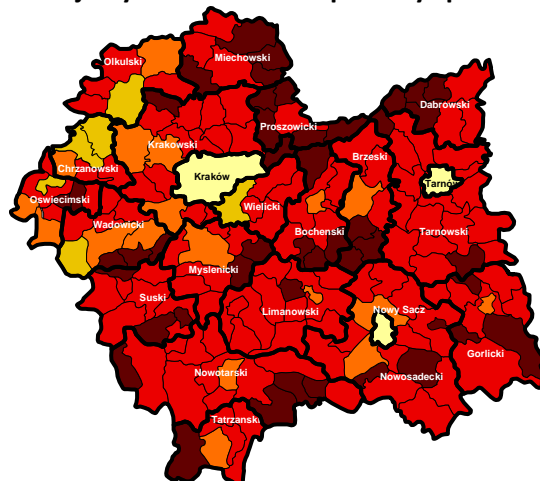 Olkulski
Miechowski
Dabrowski
Proszowicki
Krakowski
Brzeski
Chrzanowski
Kraków
Tarnów
Oswiecimski
Wielicki
Wadowicki
Bochenski
Tarnowski
Myslenicki
Suski
Limanowski
Nowy Sacz
Gorlicki
Nowotarski
Nowosadecki
Tatrzanski